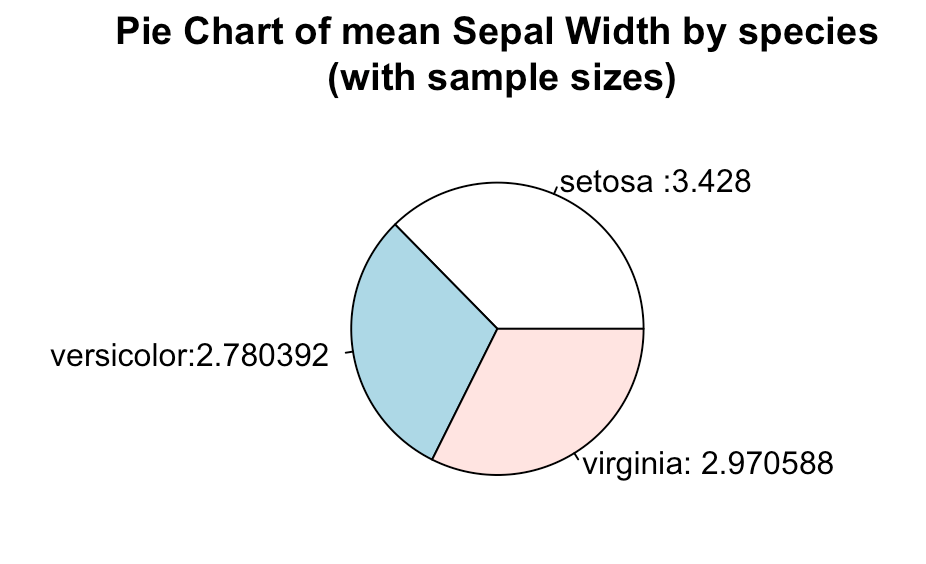 Pie Chart of mean Sepal Width by species
(with sample sizes)
setosa :3.428
versicolor:2.780392
virginia: 2.970588